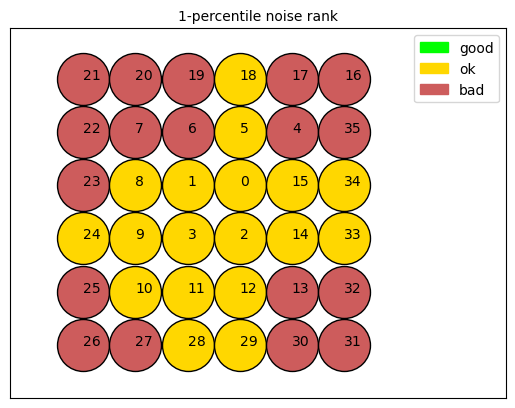 1-percentile noise rank
good
ok
bad
21 20 19 18 17 16
22 7 6 5 4 35
23 8 1 0 15 34
24 9 3 2 14 33
25 10 11 12 13 32
26 27 28 29 30 31